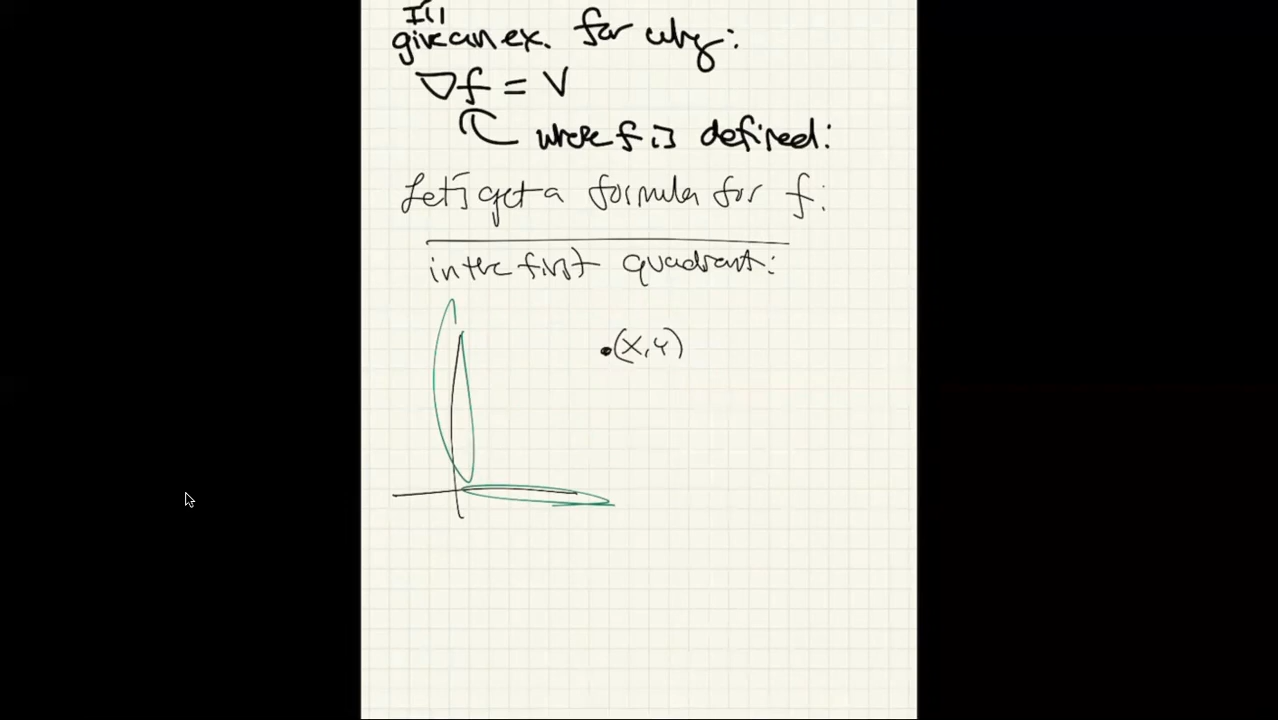 I'll
give an ex. for why:
∇f = V
where f is defined:
Let's get a formula for f:
in the first quadrant:
(x,y)